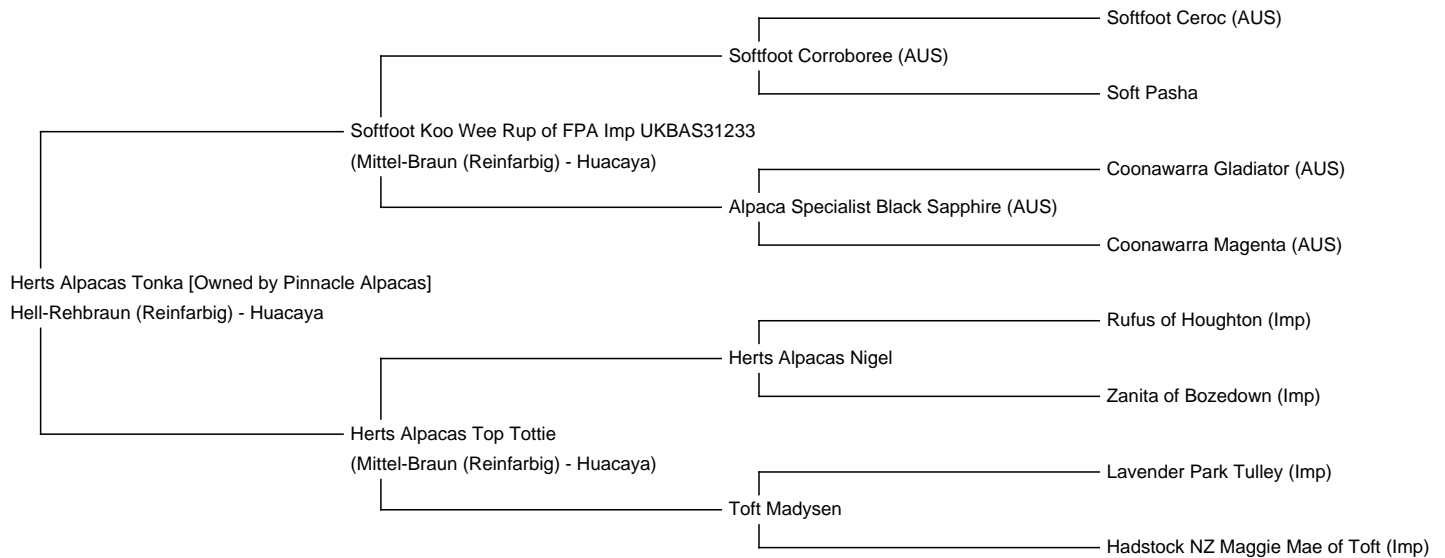 Softfoot Ceroc (AUS)
Softfoot Corroboree (AUS)
Soft Pasha
Softfoot Koo Wee Rup of FPA Imp UKBAS31233
(Mittel-Braun (Reinfarbig) - Huacaya)
Coonawarra Gladiator (AUS)
Alpaca Specialist Black Sapphire (AUS)
Coonawarra Magenta (AUS)
Herts Alpacas Tonka [Owned by Pinnacle Alpacas]
Hell-Rehbraun (Reinfarbig) - Huacaya
Rufus of Houghton (Imp)
Herts Alpacas Nigel
Zanita of Bozedown (Imp)
Herts Alpacas Top Tottie
(Mittel-Braun (Reinfarbig) - Huacaya)
Lavender Park Tulley (Imp)
Toft Madysen
Hadstock NZ Maggie Mae of Toft (Imp)